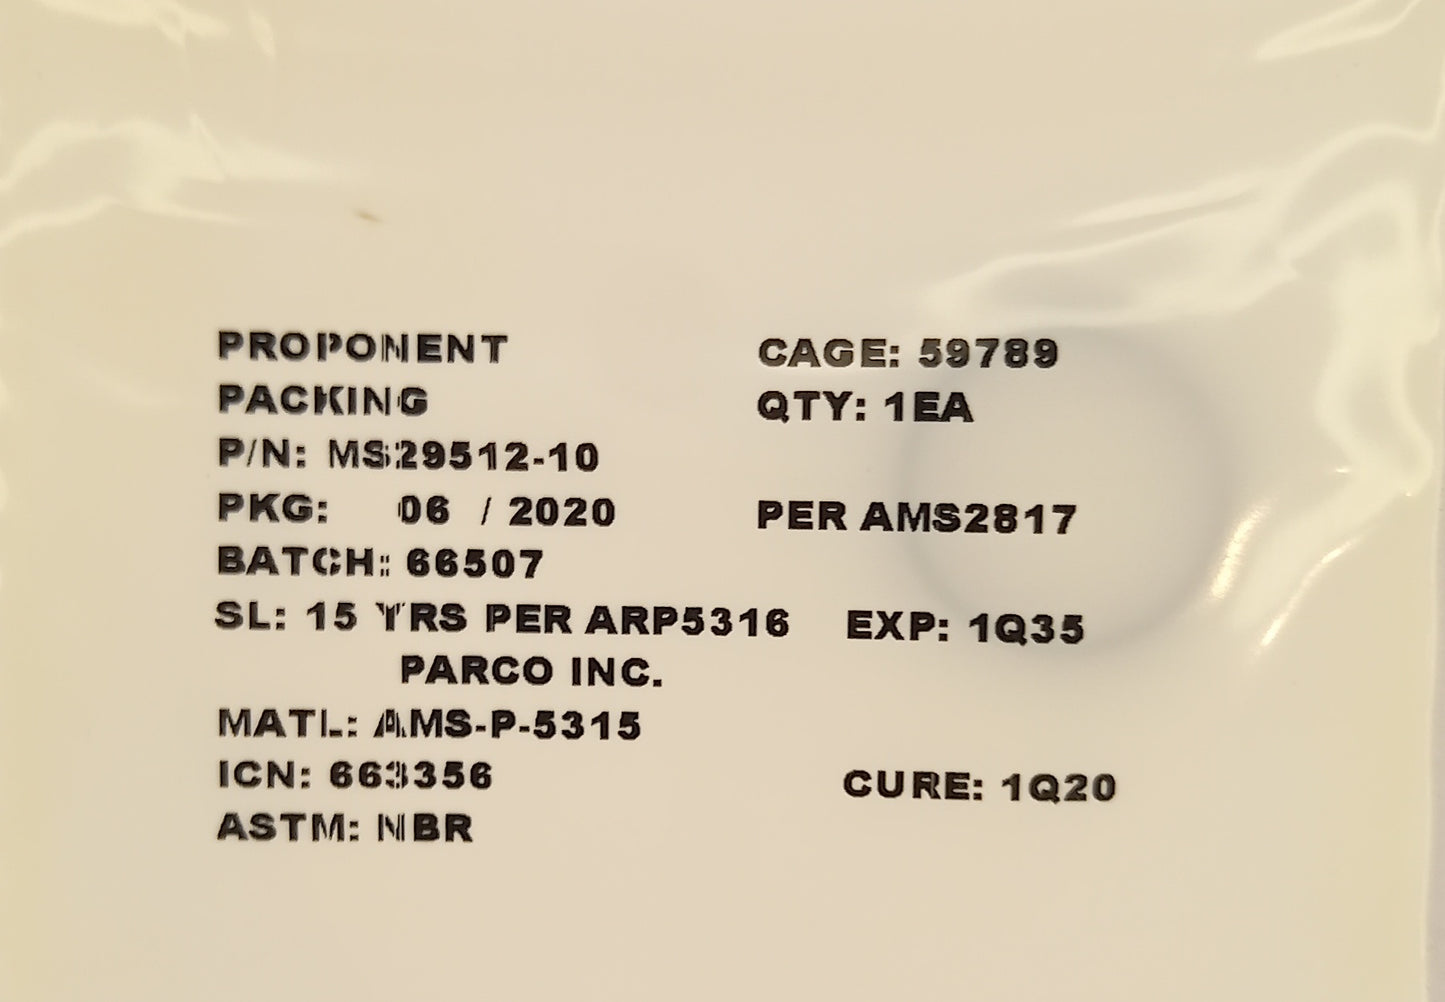 PROPONENT CAGE: 59789
PACKING QTY: 1EA
P/N: MS29512-10
PKG: 06 / 2020 PER AMS2817
BATCH: 66507
SL: 15 YRS PER ARP5316 EXP: 1Q35
PARCO INC.
MATL: AMS-P-5315
ICN: 663356 CURE: 1Q20
ASTM: NBR